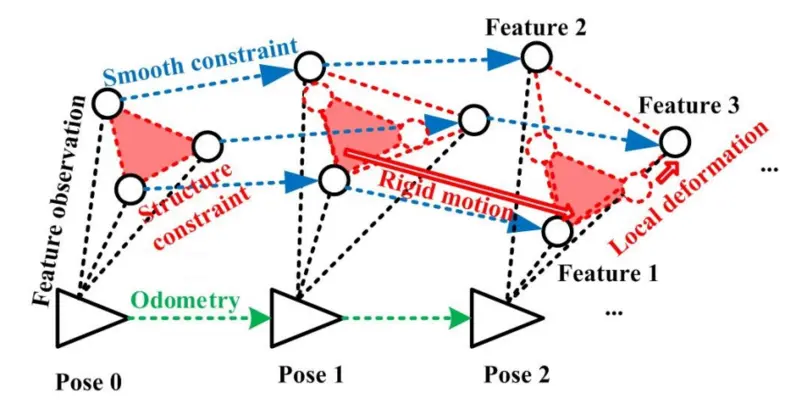 Feature 2
Smooth constraint
Feature 3
Feature observation
Structure
constraint
Rigid motion
Local deformation
...
Feature 1
Odometry
...
Pose 0
Pose 1
Pose 2